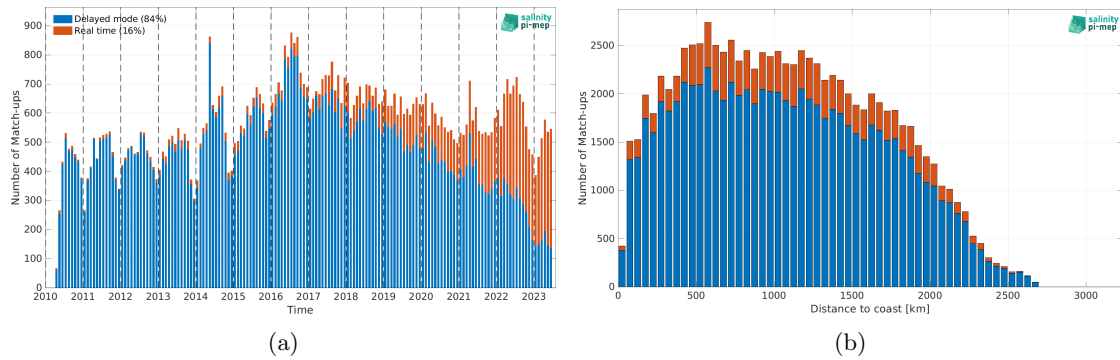 Delayed mode (84%)
Real time (16%)
salinity
pi-mep
900
800
700
600
500
400
300
200
100
0
Number of Match-ups
2010 2011 2012 2013 2014 2015 2016 2017 2018 2019 2020 2021 2022 2023
Time
(a)
salinity
pi-mep
2500
2000
1500
1000
500
0
Number of Match-ups
0 500 1000 1500 2000 2500 3000
Distance to coast [km]
(b)